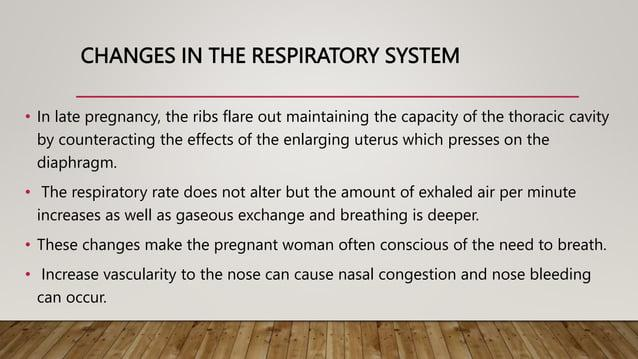 CHANGES IN THE RESPIRATORY SYSTEM
• In late pregnancy, the ribs flare out maintaining the capacity of the thoracic cavity
by counteracting the effects of the enlarging uterus which presses on the
diaphragm.
• The respiratory rate does not alter but the amount of exhaled air per minute
increases as well as gaseous exchange and breathing is deeper.
• These changes make the pregnant woman often conscious of the need to breath.
• Increase vascularity to the nose can cause nasal congestion and nose bleeding
can occur.